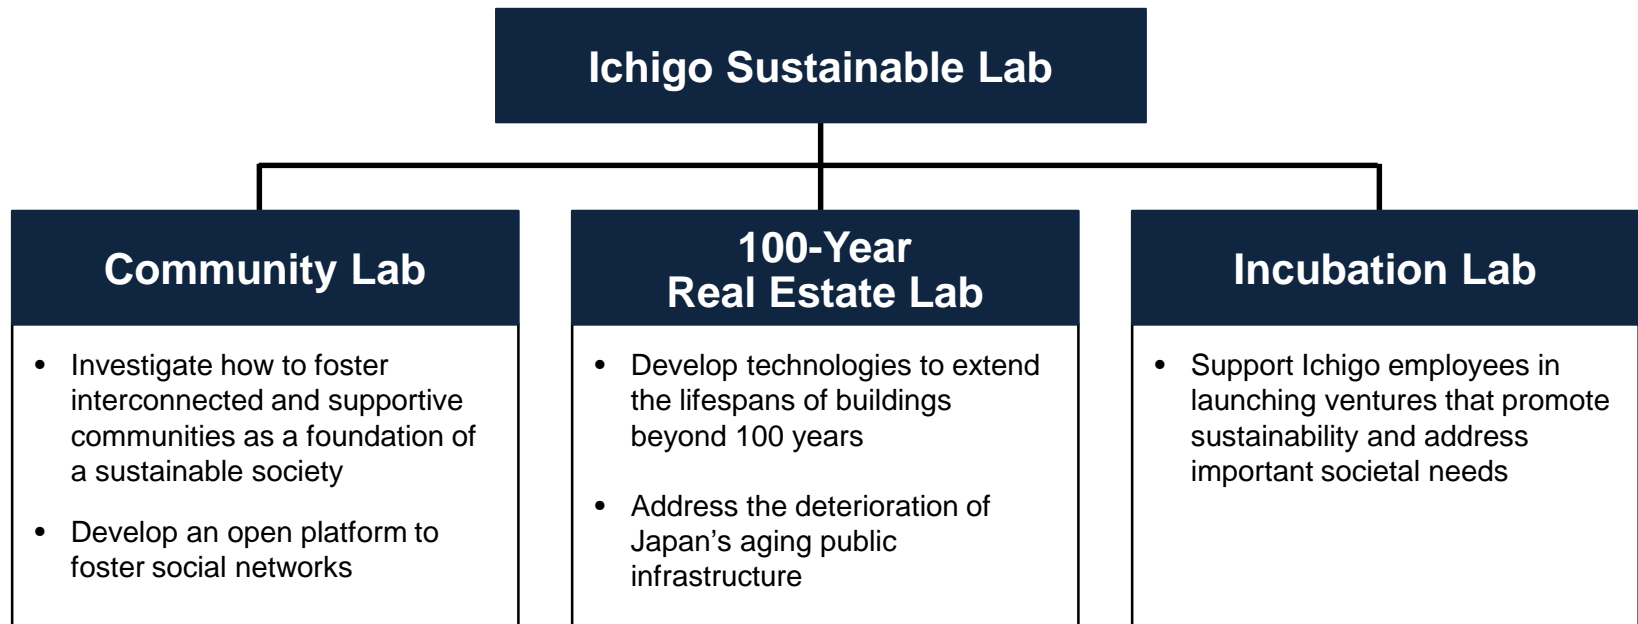 Ichigo Sustainable Lab
Community Lab
• Investigate how to foster
interconnected and supportive
communities as a foundation of
a sustainable society
• Develop an open platform to
foster social networks
100-Year
Real Estate Lab
• Develop technologies to extend
the lifespans of buildings
beyond 100 years
• Address the deterioration of
Japan’s aging public
infrastructure
Incubation Lab
• Support Ichigo employees in
launching ventures that promote
sustainability and address
important societal needs